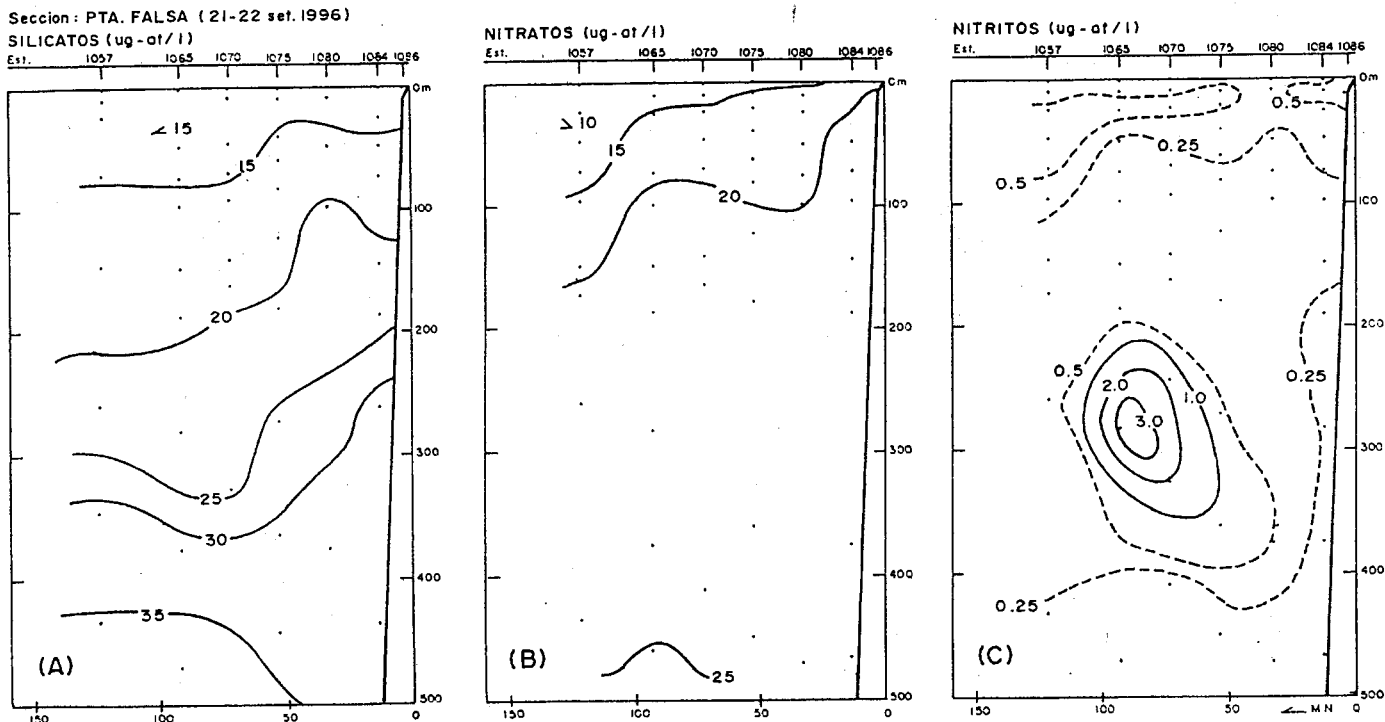 Seccion: PTA. FALSA (21-22 set. 1996)
SILICATOS (ug-at/l)
Est. 1057 1065 1070 1075 1080 1084 1086
0m
< 15
15
100
20
200
300
25
30
400
35
(A)
500
150 100 50 0
NITRATOS (ug-at/l)
1057 1065 1070 1075 1080 1084 1086
0m
>10
15
20
100
200
300
400
25
(B)
500
150 100 50 0
NITRITOS (ug-at/l)
1057 1065 1070 1075 1080 1084 1086
0m
0.5
0.25
0.5
100
200
0.5
2.0
1.0
0.25
3.0
300
400
0.25
(C)
500
150 100 50 ← MN 0